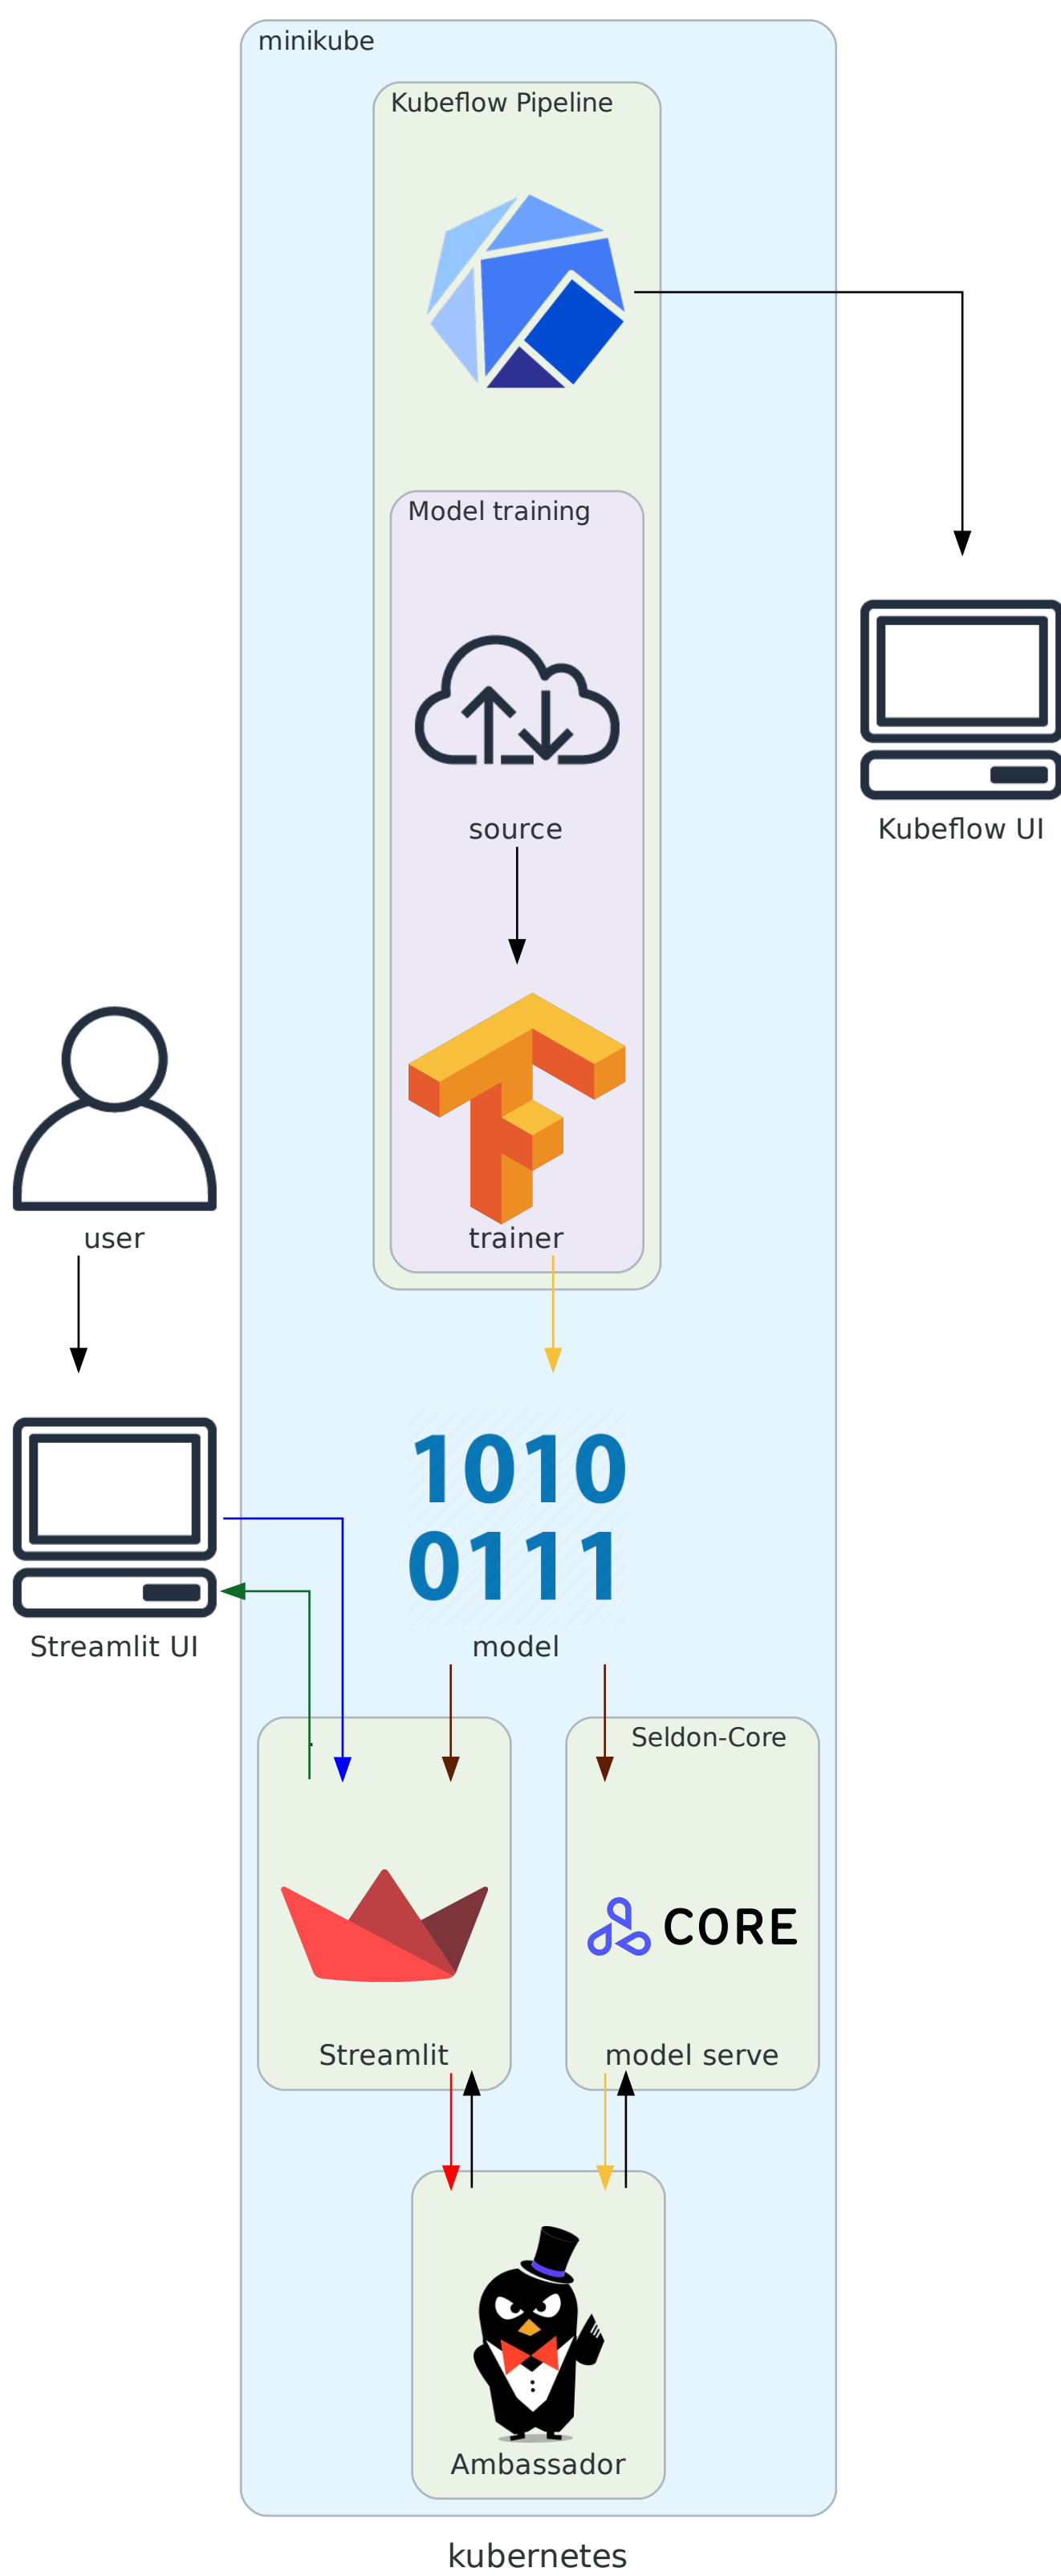 minikube
Kubeflow Pipeline
Model training
source
Kubeflow UI
user
trainer
1010
0111
Streamlit UI
model
Seldon-Core
CORE
Streamlit
model serve
Ambassador
kubernetes